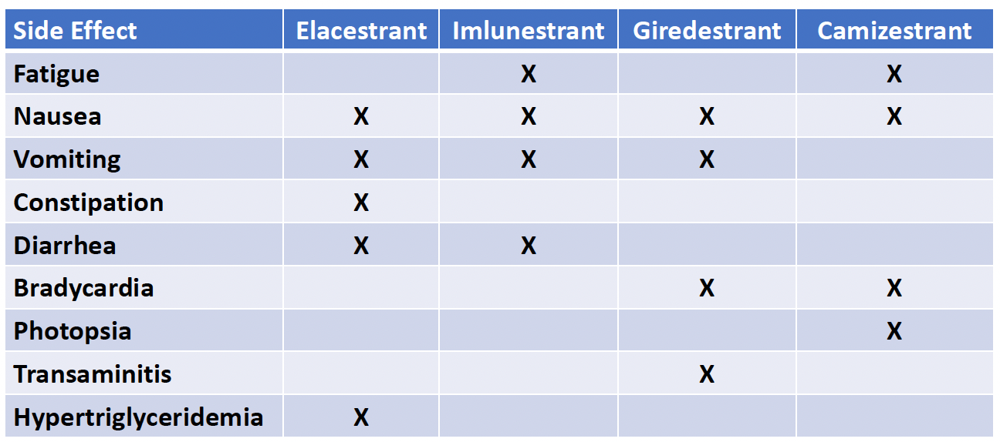 Side Effect Elacestrant Imlunestrant Giredestrant Camizestrant
Fatigue X X
Nausea X X X X
Vomiting X X X
Constipation X
Diarrhea X X
Bradycardia X X
Photopsia X
Transaminitis X
Hypertriglyceridemia X